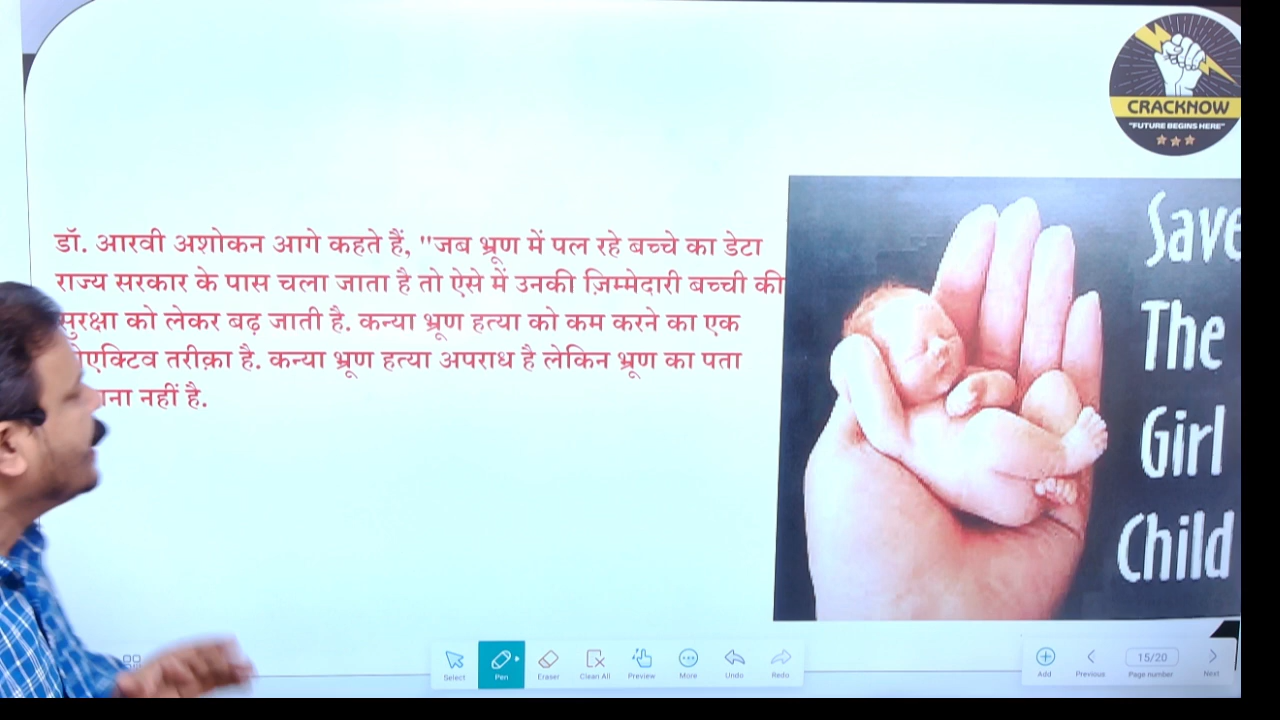 CRACKNOW
"FUTURE BEGINS HERE"
डॉ. आरवी अशोकन आगे कहते हैं, "जब भ्रूण में पल रहे बच्चे का डेटा
राज्य सरकार के पास चला जाता है तो ऐसे में उनकी ज़िम्मेदारी बच्ची की
सुरक्षा को लेकर बढ़ जाती है. कन्या भ्रूण हत्या को कम करने का एक
तरीक़ा है. कन्या भ्रूण हत्या अपराध है लेकिन भ्रूण का पता
नहीं है.
Save
The
Girl
Child
Select
Pen
Eraser
Clean All
Preview
More
Undo
Redo
Add
Previous
15/20
Page number
Next